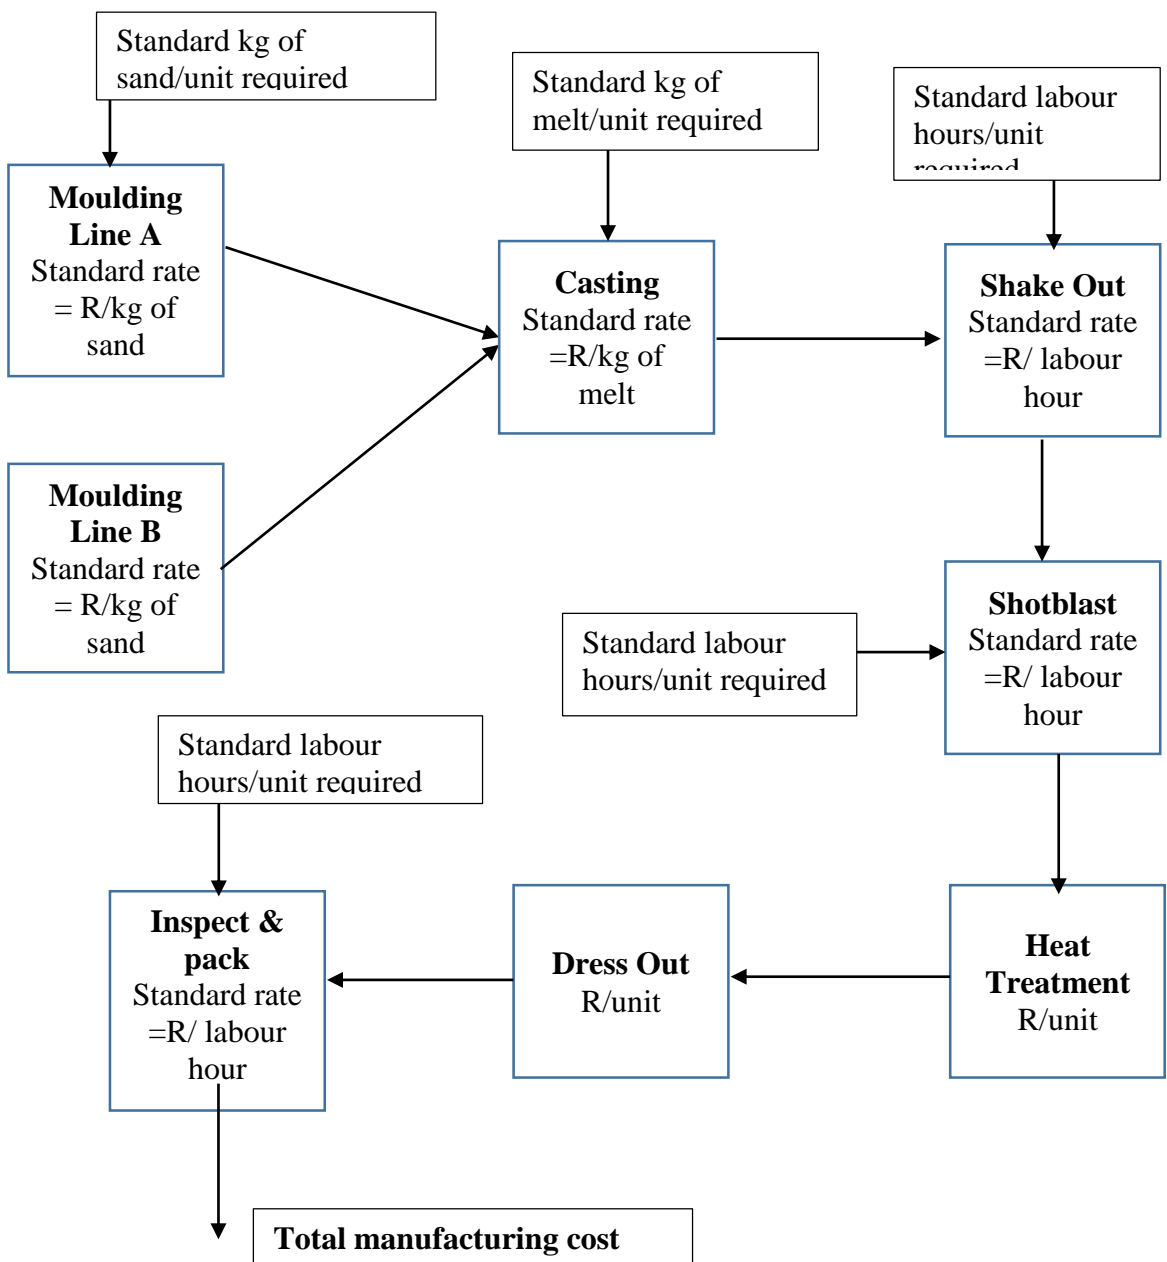 Standard kg of
sand/unit required
Standard kg of
melt/unit required
Standard labour
hours/unit
required
Moulding
Line A
Standard rate
= R/kg of
sand
Casting
Standard rate
=R/kg of
melt
Shake Out
Standard rate
=R/ labour
hour
Moulding
Line B
Standard rate
= R/kg of
sand
Standard labour
hours/unit required
Shotblast
Standard rate
=R/ labour
hour
Standard labour
hours/unit required
Inspect &
pack
Standard rate
=R/ labour
hour
Dress Out
R/unit
Heat
Treatment
R/unit
Total manufacturing cost